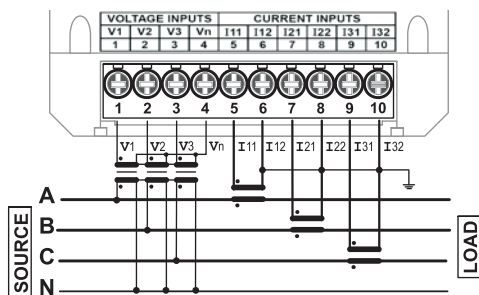 VOLTAGE INPUTS CURRENT INPUTS
V1 V2 V3 Vn I11 I12 I21 I22 I31 I32
1 2 3 4 5 6 7 8 9 10
1 2 3 4 5 6 7 8 9 10
V1 V2 V3 Vn I11 I12 I21 I22 I31 I32
A
B
C
N
SOURCE
LOAD